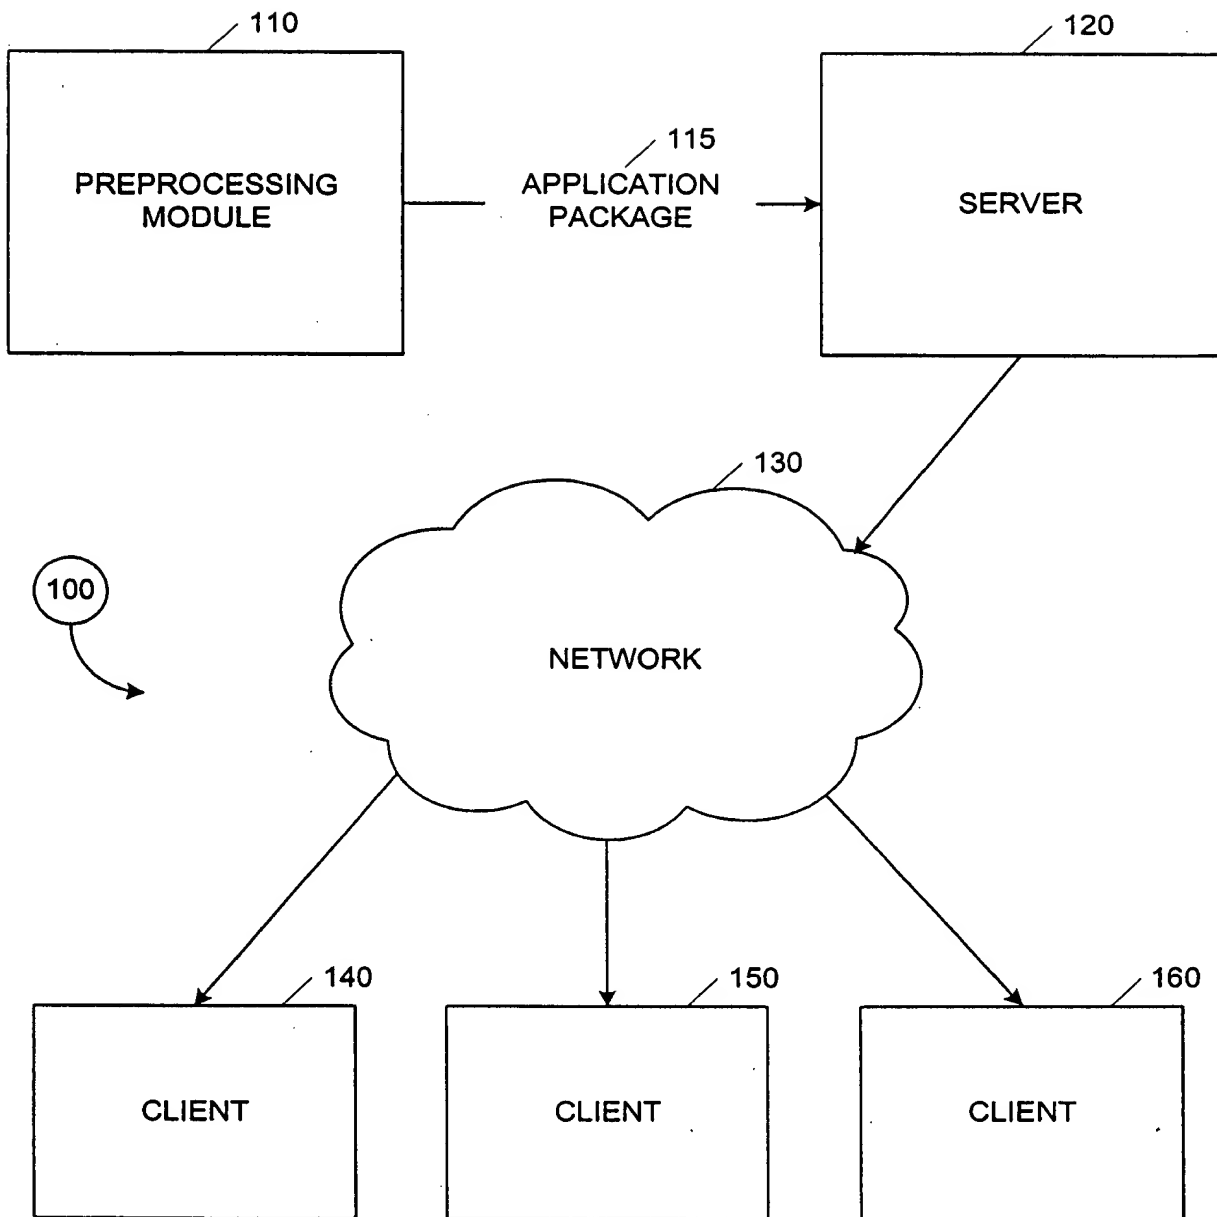 110
120
115
PREPROCESSING
MODULE
APPLICATION
PACKAGE
SERVER
130
100
NETWORK
140
150
160
CLIENT
CLIENT
CLIENT